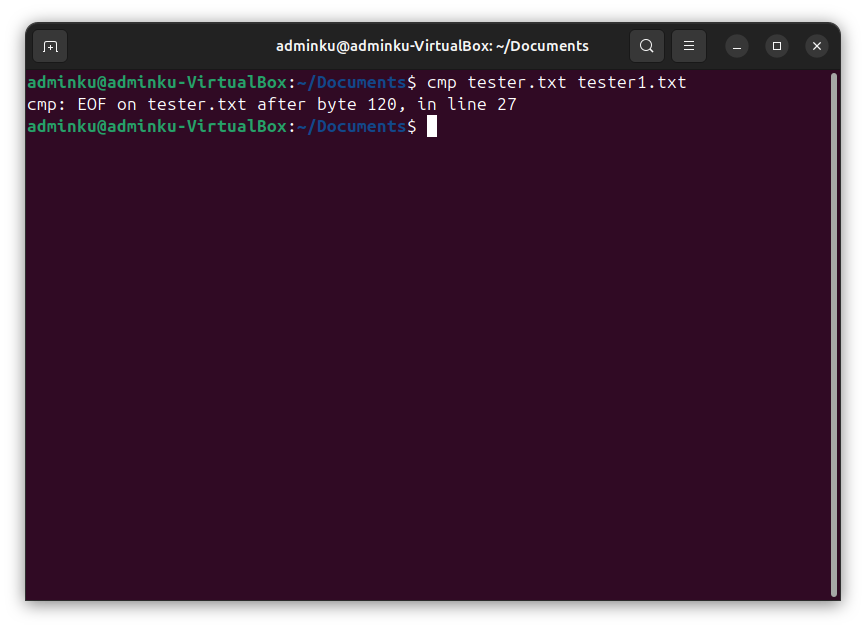 adminku@adminku-VirtualBox: ~/Documents
adminku@adminku-VirtualBox:~/Documents$ cmp tester.txt tester1.txt
cmp: EOF on tester.txt after byte 120, in line 27
adminku@adminku-VirtualBox:~/Documents$